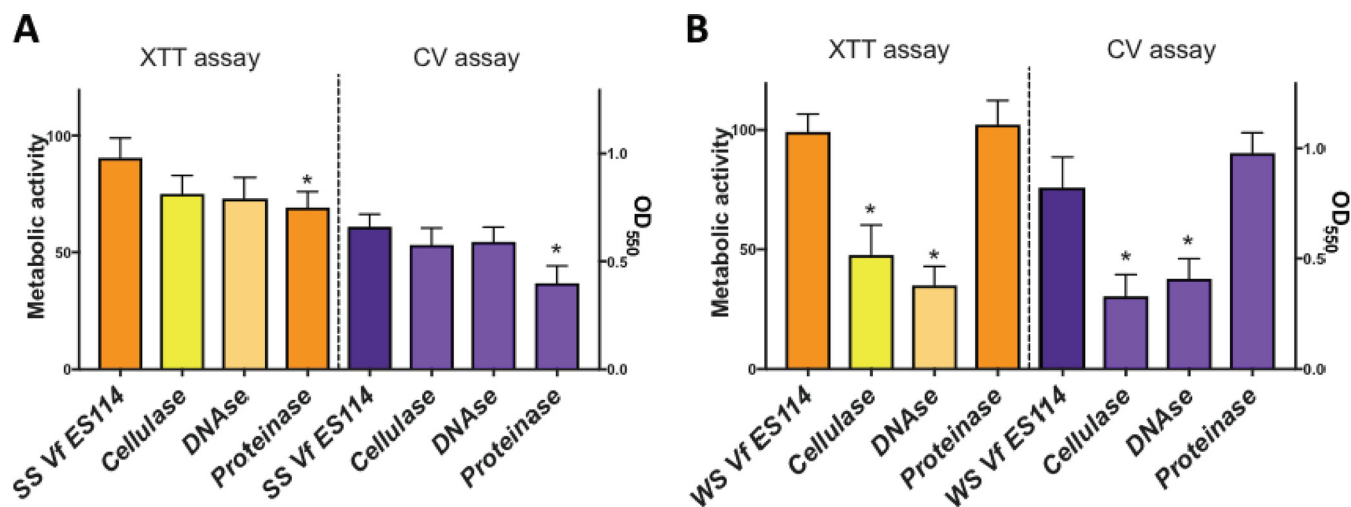 A
XTT assay
CV assay
Metabolic activity
100
50
0
*
*
1.0
0.5
0.0
OD550
SS Vf ES114
Cellulase
DNAse
Proteinase
SS Vf ES114
Cellulase
DNAse
Proteinase
B
XTT assay
CV assay
Metabolic activity
100
50
0
*
*
*
*
1.0
0.5
0.0
OD550
WS Vf ES114
Cellulase
DNAse
Proteinase
WS Vf ES114
Cellulase
DNAse
Proteinase